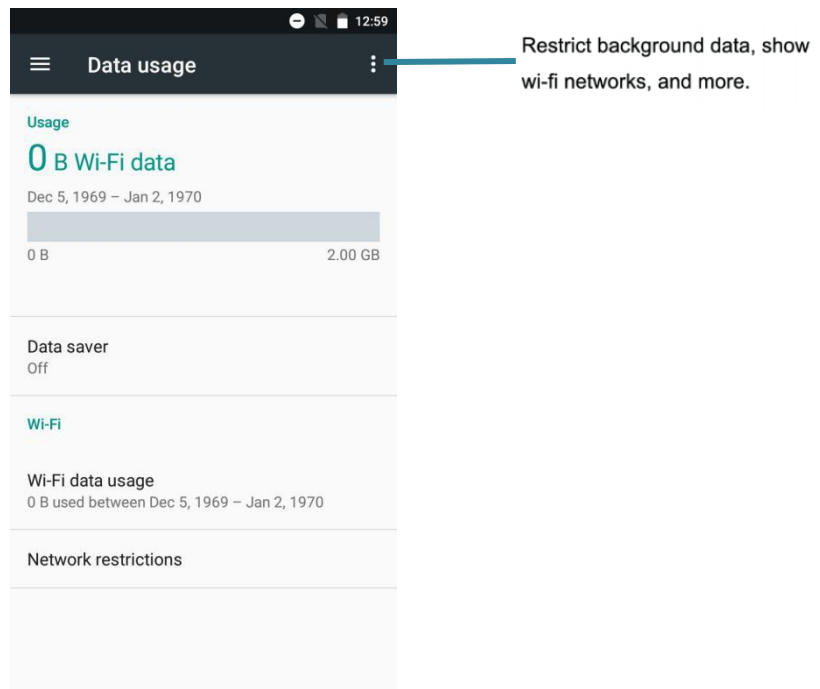 12:59
Data usage
Restrict background data, show
wi-fi networks, and more.
Usage
0 B Wi-Fi data
Dec 5, 1969 – Jan 2, 1970
0 B 2.00 GB
Data saver
Off
Wi-Fi
Wi-Fi data usage
0 B used between Dec 5, 1969 – Jan 2, 1970
Network restrictions